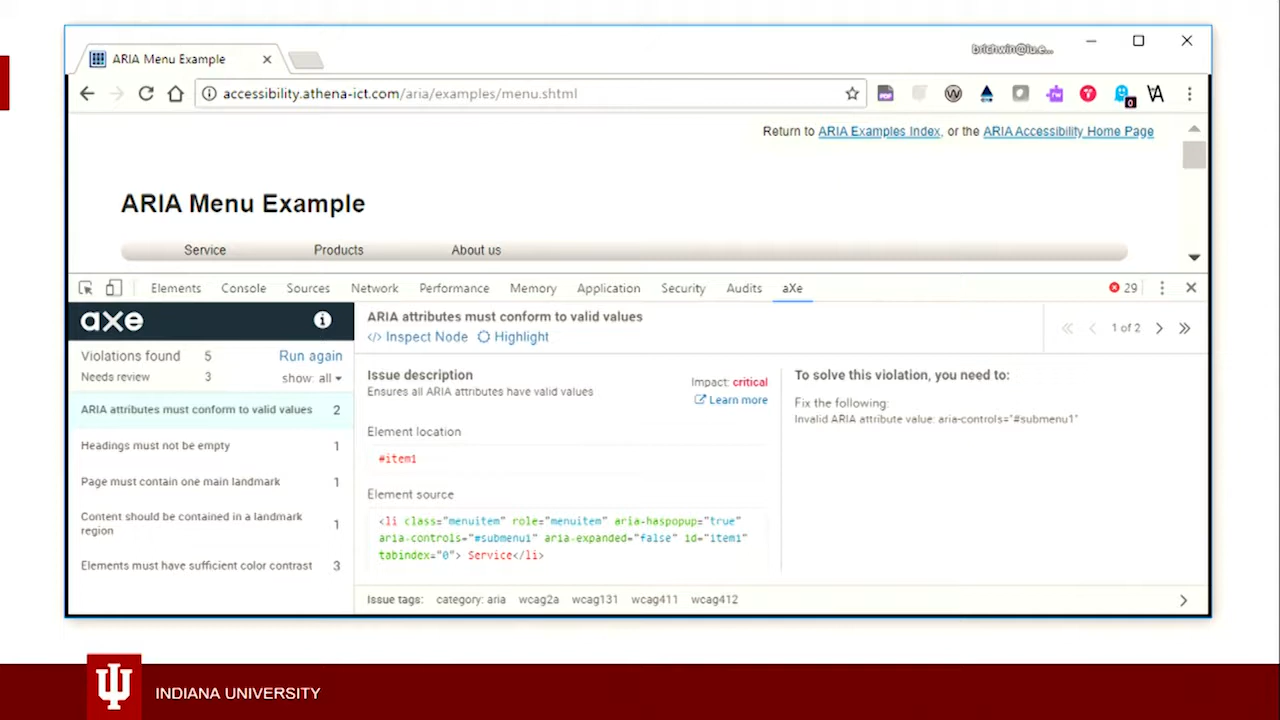 ARIA Menu Example
brichwin@iu.e...
accessibility.athena-ict.com/aria/examples/menu.shtml
Return to ARIA Examples Index, or the ARIA Accessibility Home Page
ARIA Menu Example
Service Products About us
Elements Console Sources Network Performance Memory Application Security Audits aXe 29
axe
Violations found 5 Run again
Needs review 3 show: all
ARIA attributes must conform to valid values 2
Headings must not be empty 1
Page must contain one main landmark 1
Content should be contained in a landmark
region 1
Elements must have sufficient color contrast 3
ARIA attributes must conform to valid values
</> Inspect Node Highlight
1 of 2
Issue description
Ensures all ARIA attributes have valid values
Impact: critical
Learn more
Element location
#item1
Element source
<li class="menuitem" role="menuitem" aria-haspopup="true"
aria-controls="#submenu1" aria-expanded="false" id="item1"
tabindex="0"> Service</li>
To solve this violation, you need to:
Fix the following:
Invalid ARIA attribute value: aria-controls="#submenu1"
Issue tags: category: aria wcag2a wcag131 wcag411 wcag412
INDIANA UNIVERSITY